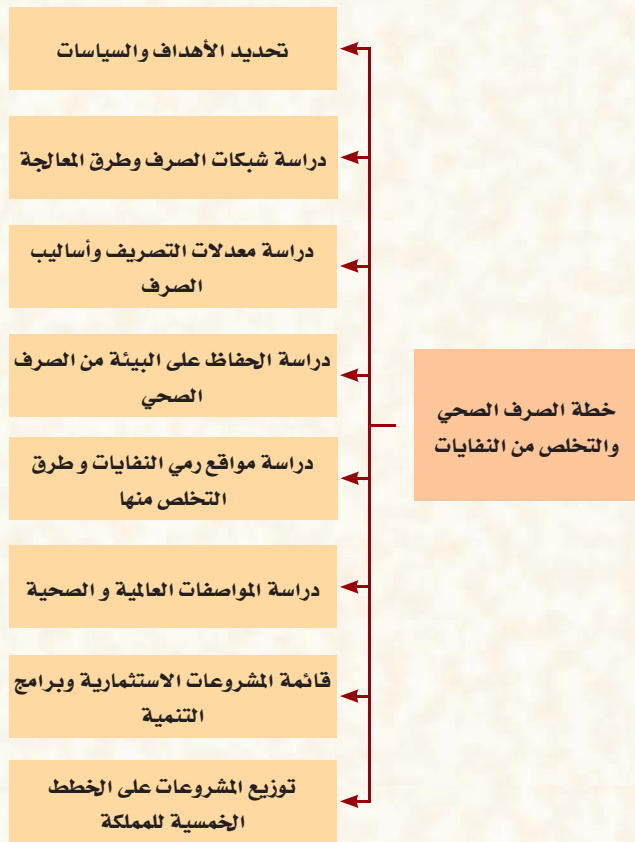 خطة الصرف الصحي
والتخلص من النفايات
تحديد الأهداف والسياسات
دراسة شبكات الصرف وطرق المعالجة
دراسة معدلات التصريف وأساليب
الصرف
دراسة الحفاظ على البيئة من الصرف
الصحي
دراسة مواقع رمي النفايات و طرق
التخلص منها
دراسة المواصفات العالمية و الصحية
قائمة المشروعات الاستثمارية وبرامج
التنمية
توزيع المشروعات على الخطط
الخمسية للمملكة